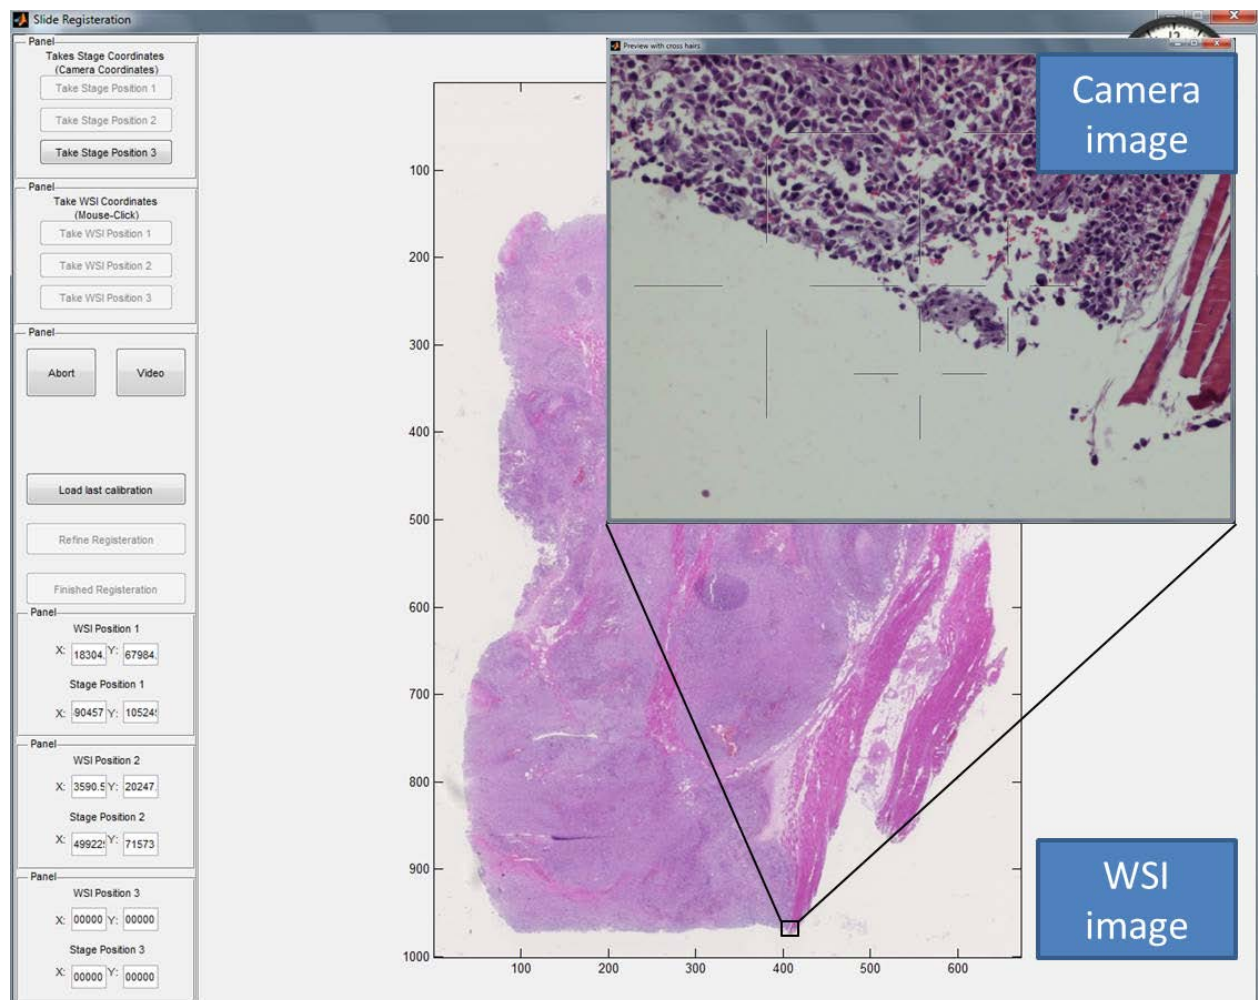 Slide Registeration
Panel
Takes Stage Coordinates
(Camera Coordinates)
Take Stage Position 1
Take Stage Position 2
Take Stage Position 3
Panel
Take WSI Coordinates
(Mouse-Click)
Take WSI Position 1
Take WSI Position 2
Take WSI Position 3
Panel
Abort
Video
Load last calibration
Refine Registeration
Finished Registeration
Panel
WSI Position 1
X: 18304. Y: 67984.
Stage Position 1
X: 90457 Y: 10524
Panel
WSI Position 2
X: 3590.5 Y: 20247.
Stage Position 2
X: 49922 Y: 71573
Panel
WSI Position 3
X: 00000 Y: 00000
Stage Position 3
X: 00000 Y: 00000
100
200
300
400
500
600
700
800
900
1000
100 200 300 400 500 600
Preview with cross hairs
Camera
image
12
WSI
image